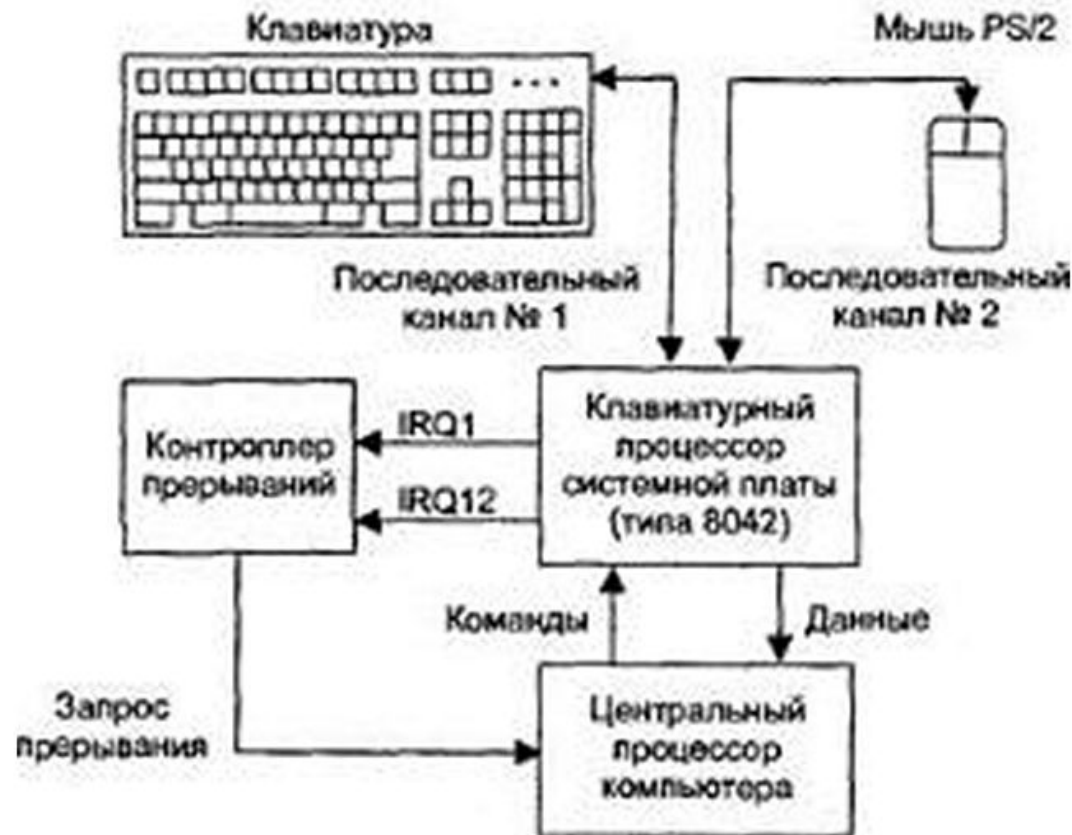 Клавиатура
Мышь PS/2
Последовательный
канал № 1
Последовательный
канал № 2
Контроллер
прерываний
IRQ1
IRQ12
Клавиатурный
процессор
системной платы
(типа 8042)
Команды
Данные
Запрос
прерывания
Центральный
процессор
компьютера